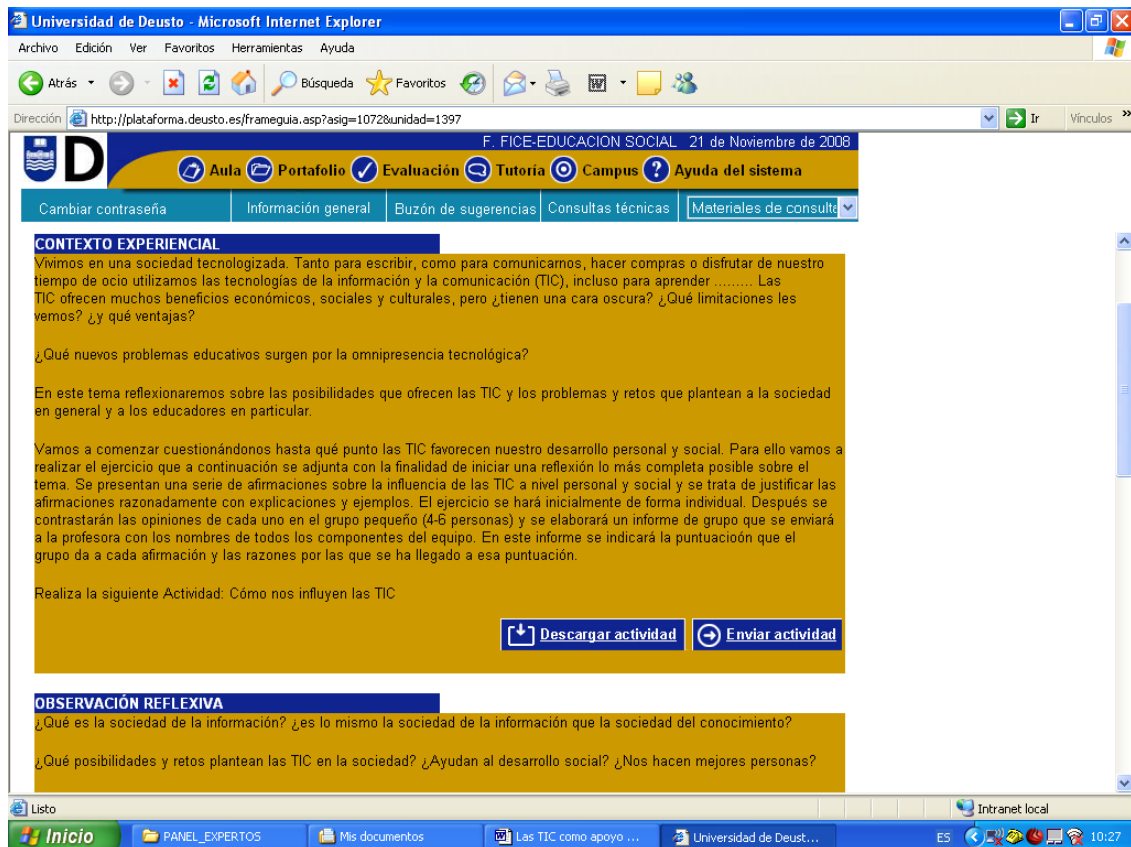 Universidad de Deusto - Microsoft Internet Explorer
Archivo Edición Ver Favoritos Herramientas Ayuda
Atrás Búsqueda Favoritos
Dirección http://plataforma.deusto.es/frameguia.asp?asig=1072&unidad=1397 Ir Vínculos »
D F. FICE-EDUCACION SOCIAL 21 de Noviembre de 2008
Aula Portafolio Evaluación Tutoría Campus ? Ayuda del sistema
Cambiar contraseña Información general Buzón de sugerencias Consultas técnicas Materiales de consulta
CONTEXTO EXPERIENCIAL
Vivimos en una sociedad tecnologizada. Tanto para escribir, como para comunicarnos, hacer compras o disfrutar de nuestro
tiempo de ocio utilizamos las tecnologías de la información y la comunicación (TIC), incluso para aprender ......... Las
TIC ofrecen muchos beneficios económicos, sociales y culturales, pero ¿tienen una cara oscura? ¿Qué limitaciones les
vemos? ¿y qué ventajas?
¿Qué nuevos problemas educativos surgen por la omnipresencia tecnológica?
En este tema reflexionaremos sobre las posibilidades que ofrecen las TIC y los problemas y retos que plantean a la sociedad
en general y a los educadores en particular.
Vamos a comenzar cuestionándonos hasta qué punto las TIC favorecen nuestro desarrollo personal y social. Para ello vamos a
realizar el ejercicio que a continuación se adjunta con la finalidad de iniciar una reflexión lo más completa posible sobre el
tema. Se presentan una serie de afirmaciones sobre la influencia de las TIC a nivel personal y social y se trata de justificar las
afirmaciones razonadamente con explicaciones y ejemplos. El ejercicio se hará inicialmente de forma individual. Después se
contrastarán las opiniones de cada uno en el grupo pequeño (4-6 personas) y se elaborará un informe de grupo que se enviará
a la profesora con los nombres de todos los componentes del equipo. En este informe se indicará la puntuacioón que el
grupo da a cada afirmación y las razones por las que se ha llegado a esa puntuación.
Realiza la siguiente Actividad: Cómo nos influyen las TIC
Descargar actividad Enviar actividad
OBSERVACIÓN REFLEXIVA
¿Qué es la sociedad de la información? ¿es lo mismo la sociedad de la información que la sociedad del conocimiento?
¿Qué posibilidades y retos plantean las TIC en la sociedad? ¿Ayudan al desarrollo social? ¿Nos hacen mejores personas?
Listo Intranet local
Inicio PANEL_EXPERTOS Mis documentos Las TIC como apoyo ... Universidad de Deust... ES 10:27